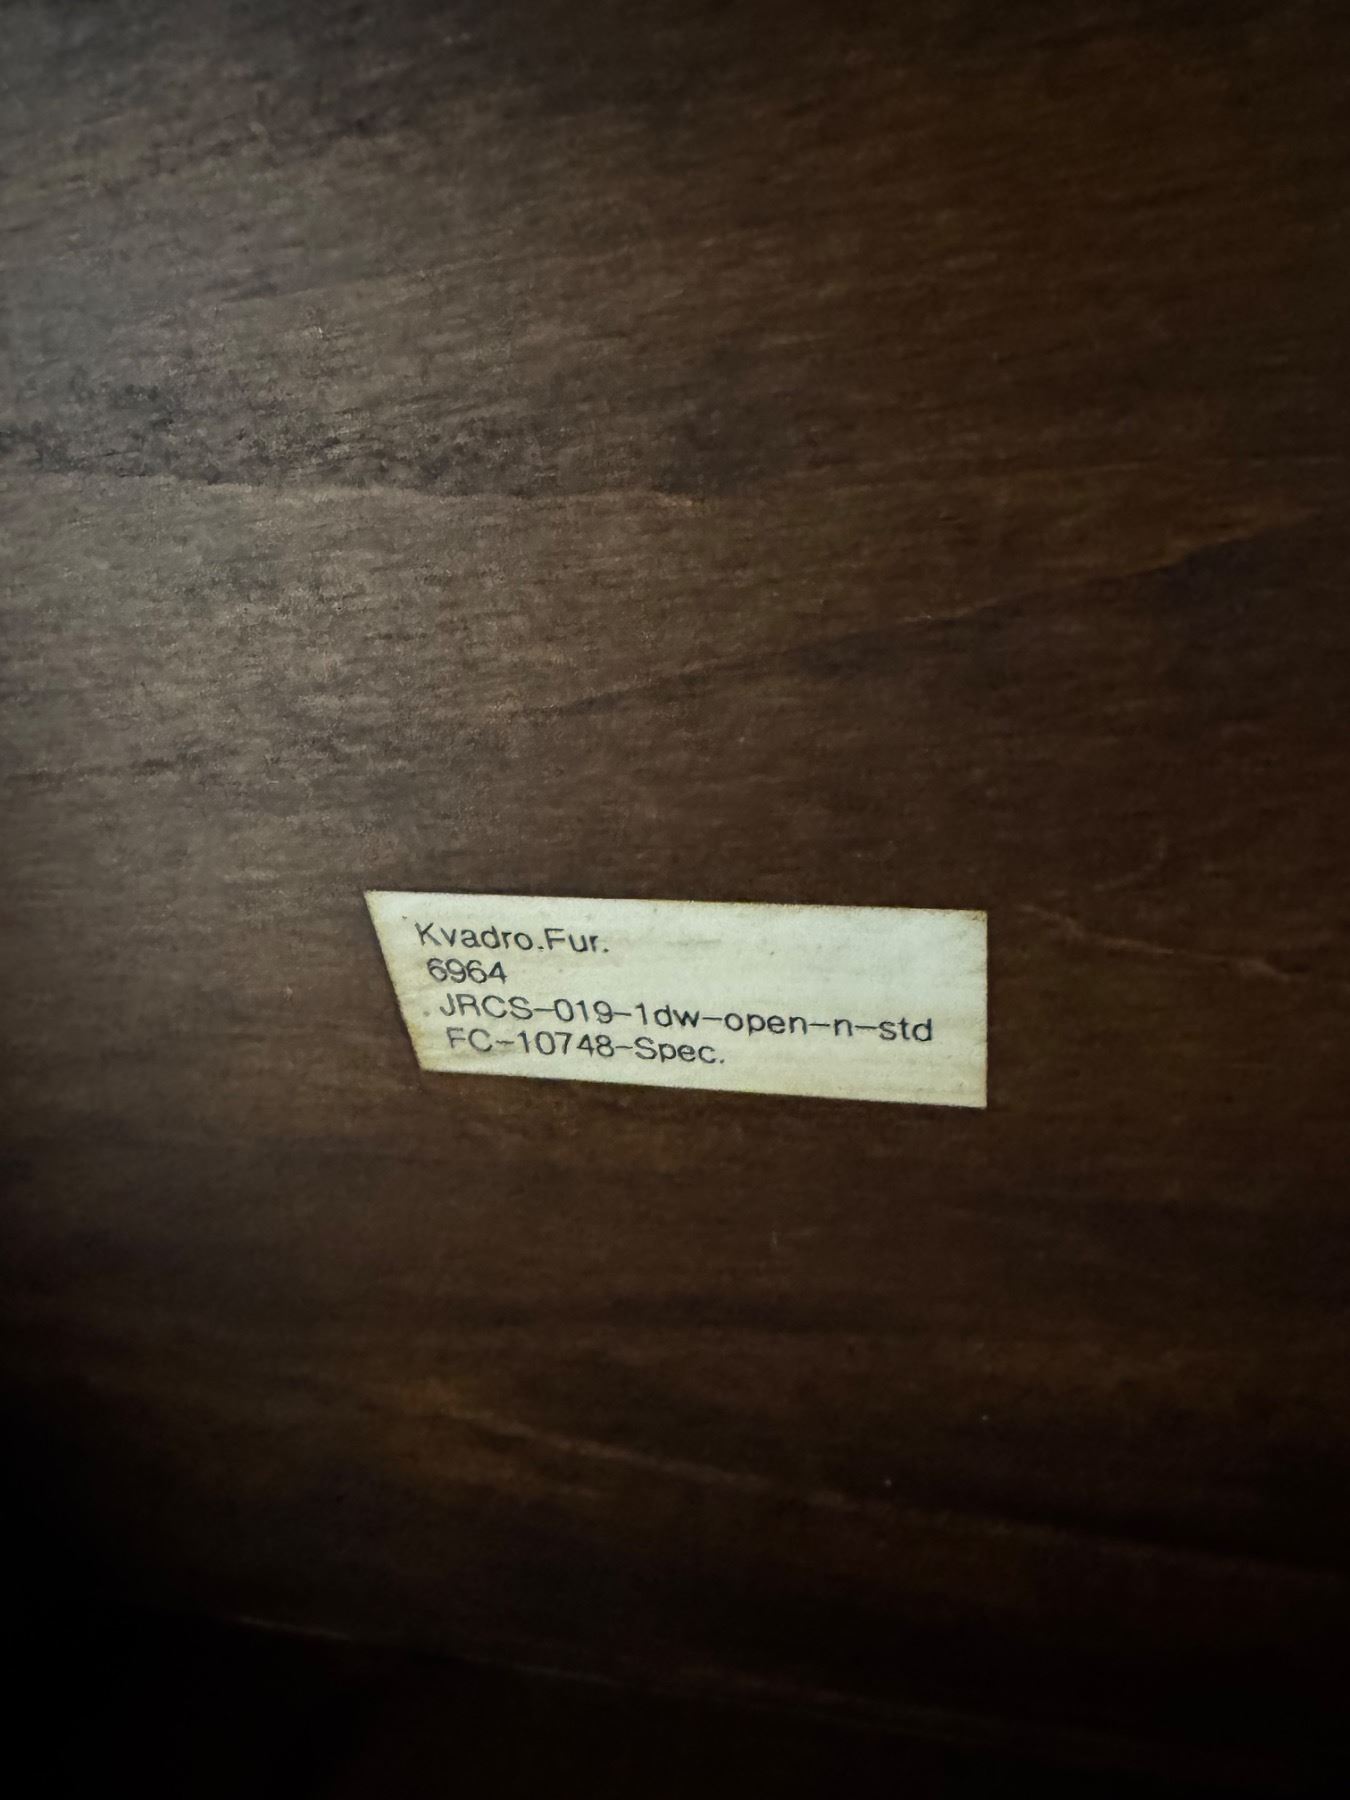 Kvadro.Fur.
6964
JRCS-019-1dw-open-n-std
FC-10748-Spec.